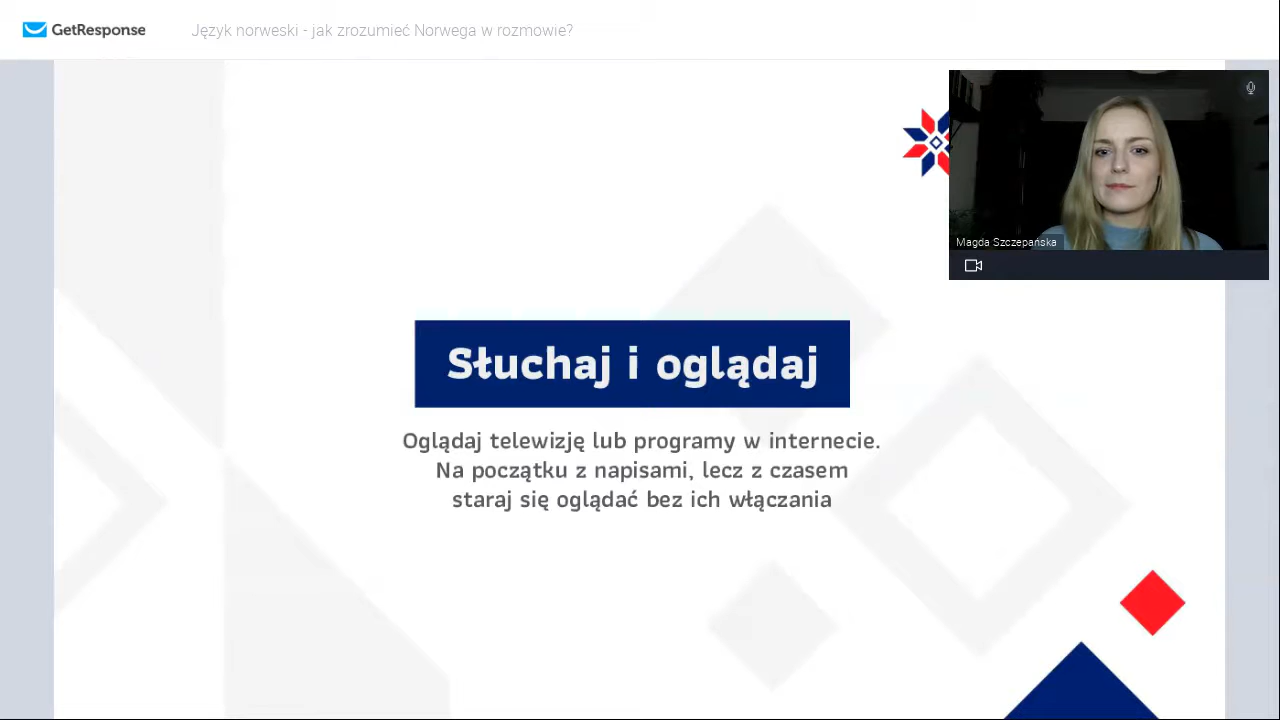 GetResponse
Język norweski - jak zrozumieć Norwega w rozmowie?
Magda Szczepańska
Słuchaj i oglądaj
Oglądaj telewizję lub programy w internecie.
Na początku z napisami, lecz z czasem
staraj się oglądać bez ich włączania